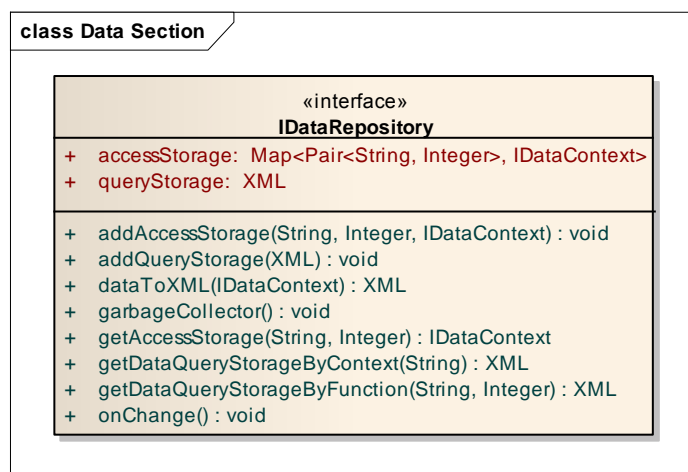 class Data Section
«interface»
IDataRepository
+ accessStorage: Map<Pair<String, Integer>, IDataContext>
+ queryStorage: XML
+ addAccessStorage(String, Integer, IDataContext) : void
+ addQueryStorage(XML) : void
+ dataToXML(IDataContext) : XML
+ garbageCollector() : void
+ getAccessStorage(String, Integer) : IDataContext
+ getDataQueryStorageByContext(String) : XML
+ getDataQueryStorageByFunction(String, Integer) : XML
+ onChange() : void